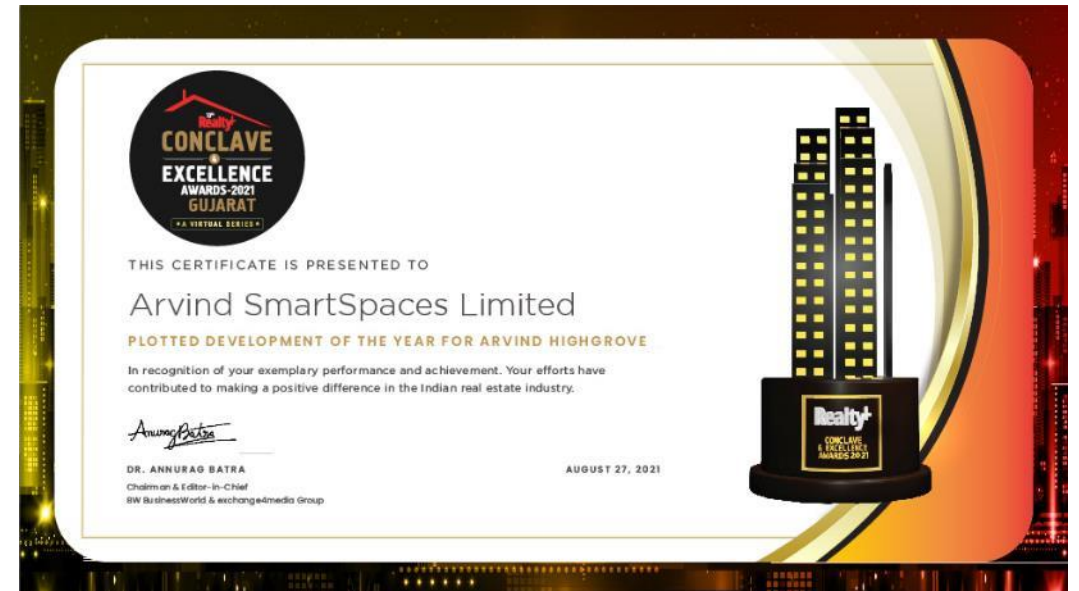 Realty+
CONCLAVE
&
EXCELLENCE
AWARDS-2021
GUJARAT
A VIRTUAL SERIES
THIS CERTIFICATE IS PRESENTED TO
Arvind SmartSpaces Limited
PLOTTED DEVELOPMENT OF THE YEAR FOR ARVIND HIGHGROVE
In recognition of your exemplary performance and achievement. Your efforts have
contributed to making a positive difference in the Indian real estate industry.
Anurag Batra
DR. ANNURAG BATRA
AUGUST 27, 2021
Chairman & Editor-in-Chief
BW BusinessWorld & exchange4media Group
Realty+
CONCLAVE
& EXCELLENCE
AWARDS 2021